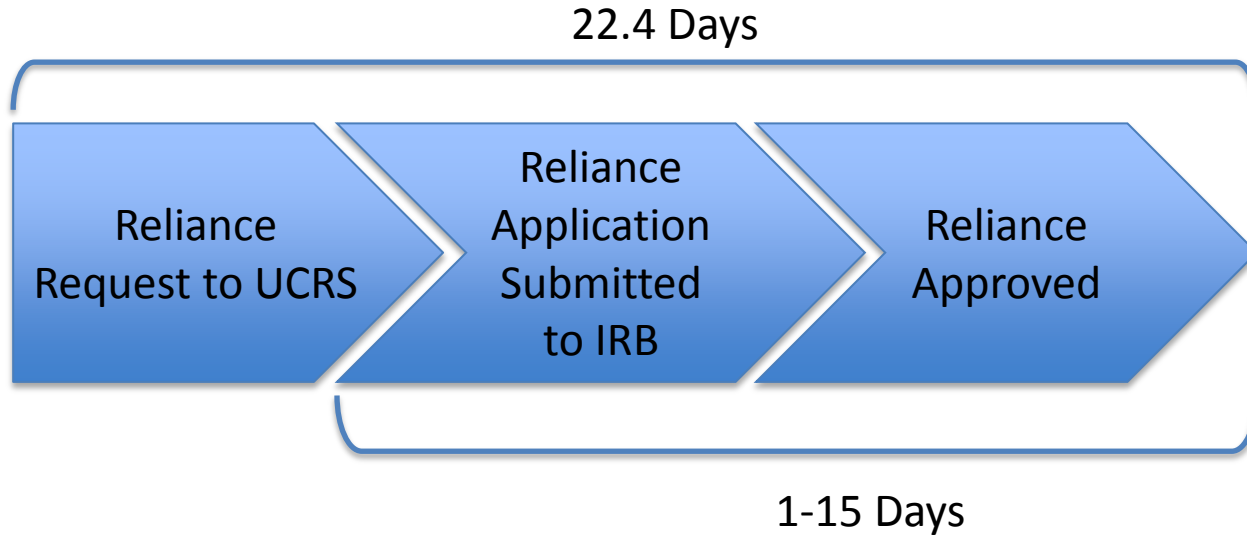 22.4 Days
Reliance
Request to UCRS
Reliance
Application
Submitted
to IRB
Reliance
Approved
1-15 Days